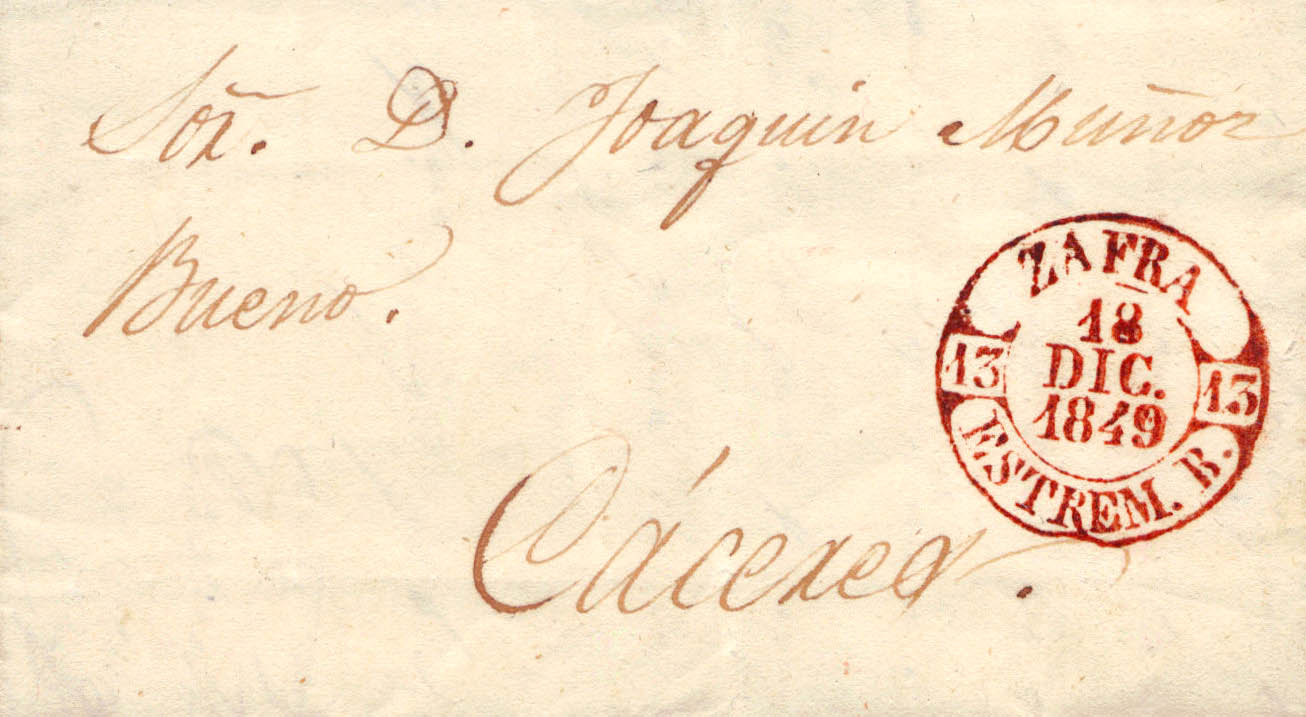 Sor. D. Joaquin Muñoz
Bueno.
Cáceres.
ZAFRA
18
DIC.
1849
13
13
ESTREM. B.